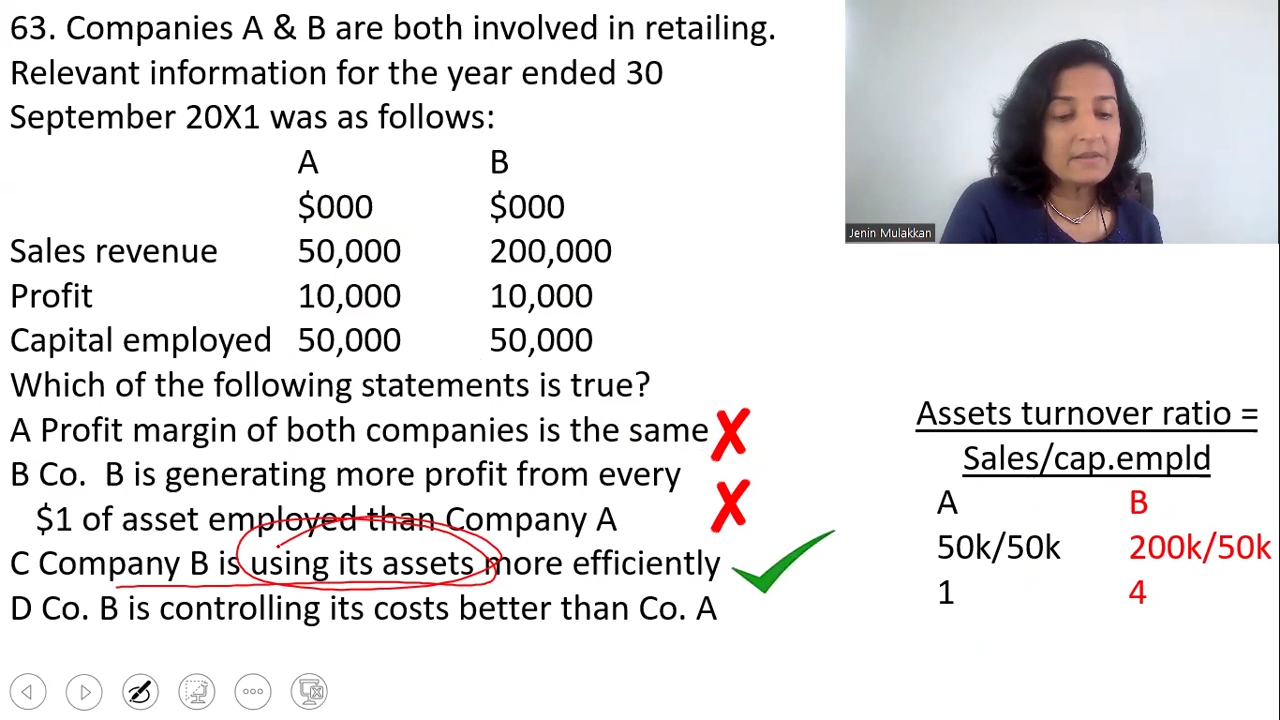 63. Companies A & B are both involved in retailing.
Relevant information for the year ended 30
September 20X1 was as follows:
A B
$000 $000
Sales revenue 50,000 200,000
Profit 10,000 10,000
Capital employed 50,000 50,000
Which of the following statements is true?
A Profit margin of both companies is the same
B Co. B is generating more profit from every
$1 of asset employed than Company A
C Company B is using its assets more efficiently
D Co. B is controlling its costs better than Co. A
Jenin Mulakkan
Assets turnover ratio =
Sales/cap.empld
A B
50k/50k 200k/50k
1 4